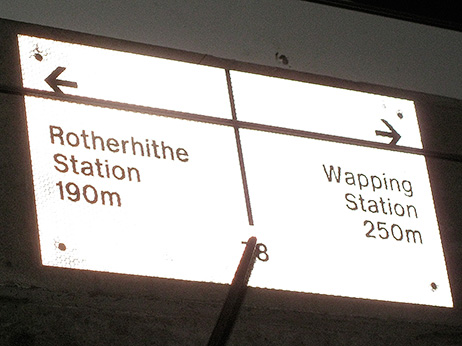 Rotherhithe
Station
190m
Wapping
Station
250m